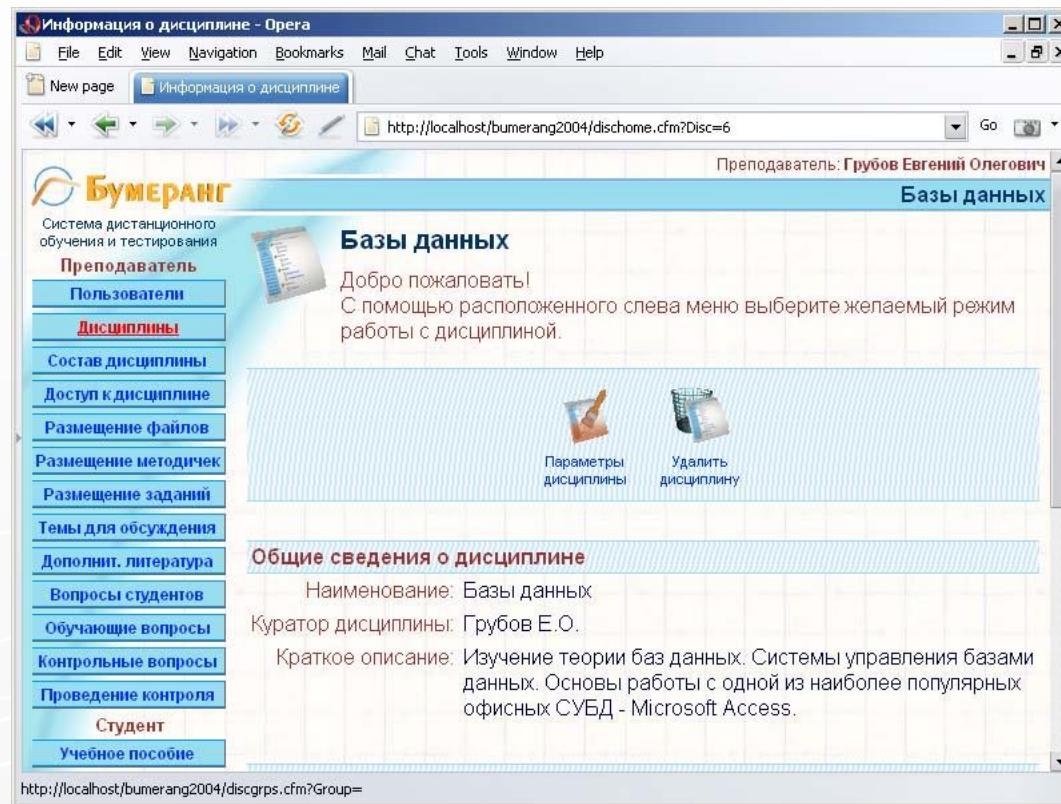 Информация о дисциплине - Opera
File Edit View Navigation Bookmarks Mail Chat Tools Window Help
New page Информация о дисциплине
http://localhost/bumerang2004/dischome.cfm?Disc=6 Go
Преподаватель: Грубов Евгений Олегович
Бумеранг
Базы данных
Система дистанционного
обучения и тестирования
Преподаватель
Пользователи
Дисциплины
Состав дисциплины
Доступ к дисциплине
Размещение файлов
Размещение методичек
Размещение заданий
Темы для обсуждения
Дополнит. литература
Вопросы студентов
Обучающие вопросы
Контрольные вопросы
Проведение контроля
Студент
Учебное пособие
Базы данных
Добро пожаловать!
С помощью расположенного слева меню выберите желаемый режим
работы с дисциплиной.
Параметры
дисциплины
Удалить
дисциплину
Общие сведения о дисциплине
Наименование: Базы данных
Куратор дисциплины: Грубов Е.О.
Краткое описание: Изучение теории баз данных. Системы управления базами
данных. Основы работы с одной из наиболее популярных
офисных СУБД - Microsoft Access.
http://localhost/bumerang2004/discgrps.cfm?Group=